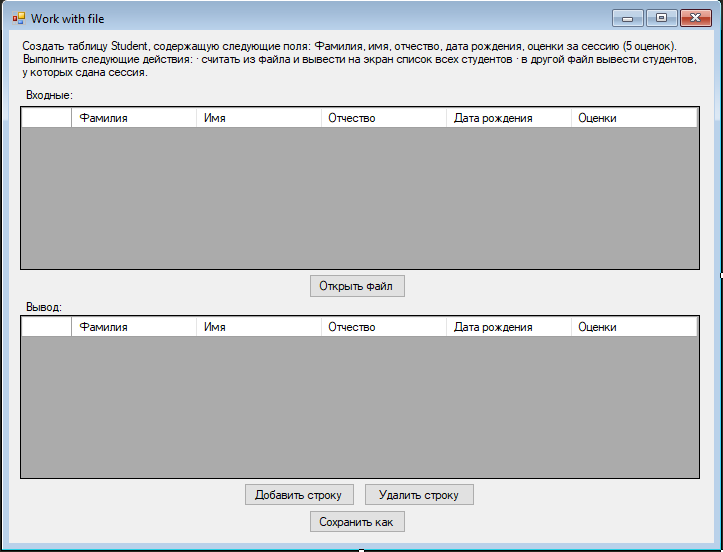 Work with file
Создать таблицу Student, содержащую следующие поля: Фамилия, имя, отчество, дата рождения, оценки за сессию (5 оценок).
Выполнить следующие действия: · считать из файла и вывести на экран список всех студентов · в другой файл вывести студентов,
у которых сдана сессия.
Входные:
Фамилия Имя Отчество Дата рождения Оценки
Открыть файл
Вывод:
Фамилия Имя Отчество Дата рождения Оценки
Добавить строку Удалить строку
Сохранить как